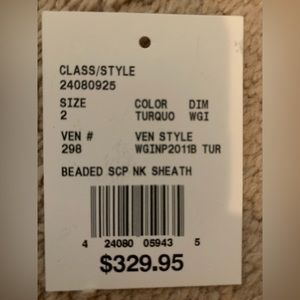 CLASS/STYLE
24080925
SIZE COLOR DIM
2 TURQUO WGI
VEN # VEN STYLE
298 WGINP2011B TUR
BEADED SCP NK SHEATH
4 24080 05943 5
$329.95